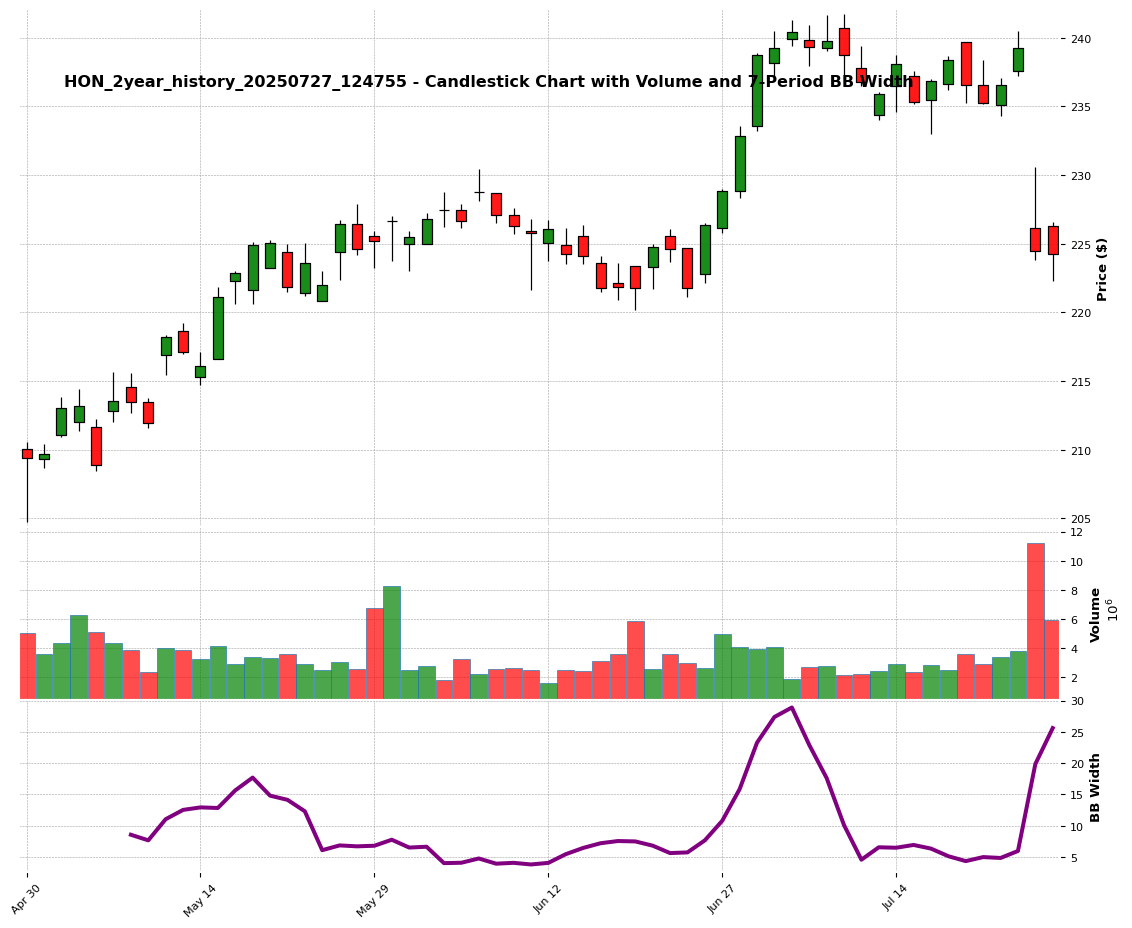 HON_2year_history_20250727_124755 - Candlestick Chart with Volume and 7-Period BB Width
240
235
230
225
220
215
210
205
Price ($)
12
10
8
6
4
2
Volume
10^6
30
25
20
15
10
5
BB Width
Apr 30
May 14
May 29
Jun 12
Jun 27
Jul 14